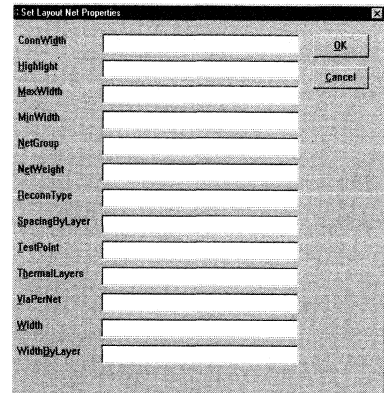 Set Layout Net Properties
ConnWidth
OK
Highlight
Cancel
MaxWidth
MinWidth
NetGroup
NetWeight
ReconnType
SpacingByLayer
TestPoint
ThermalLayers
ViaPerNet
Width
WidthByLayer